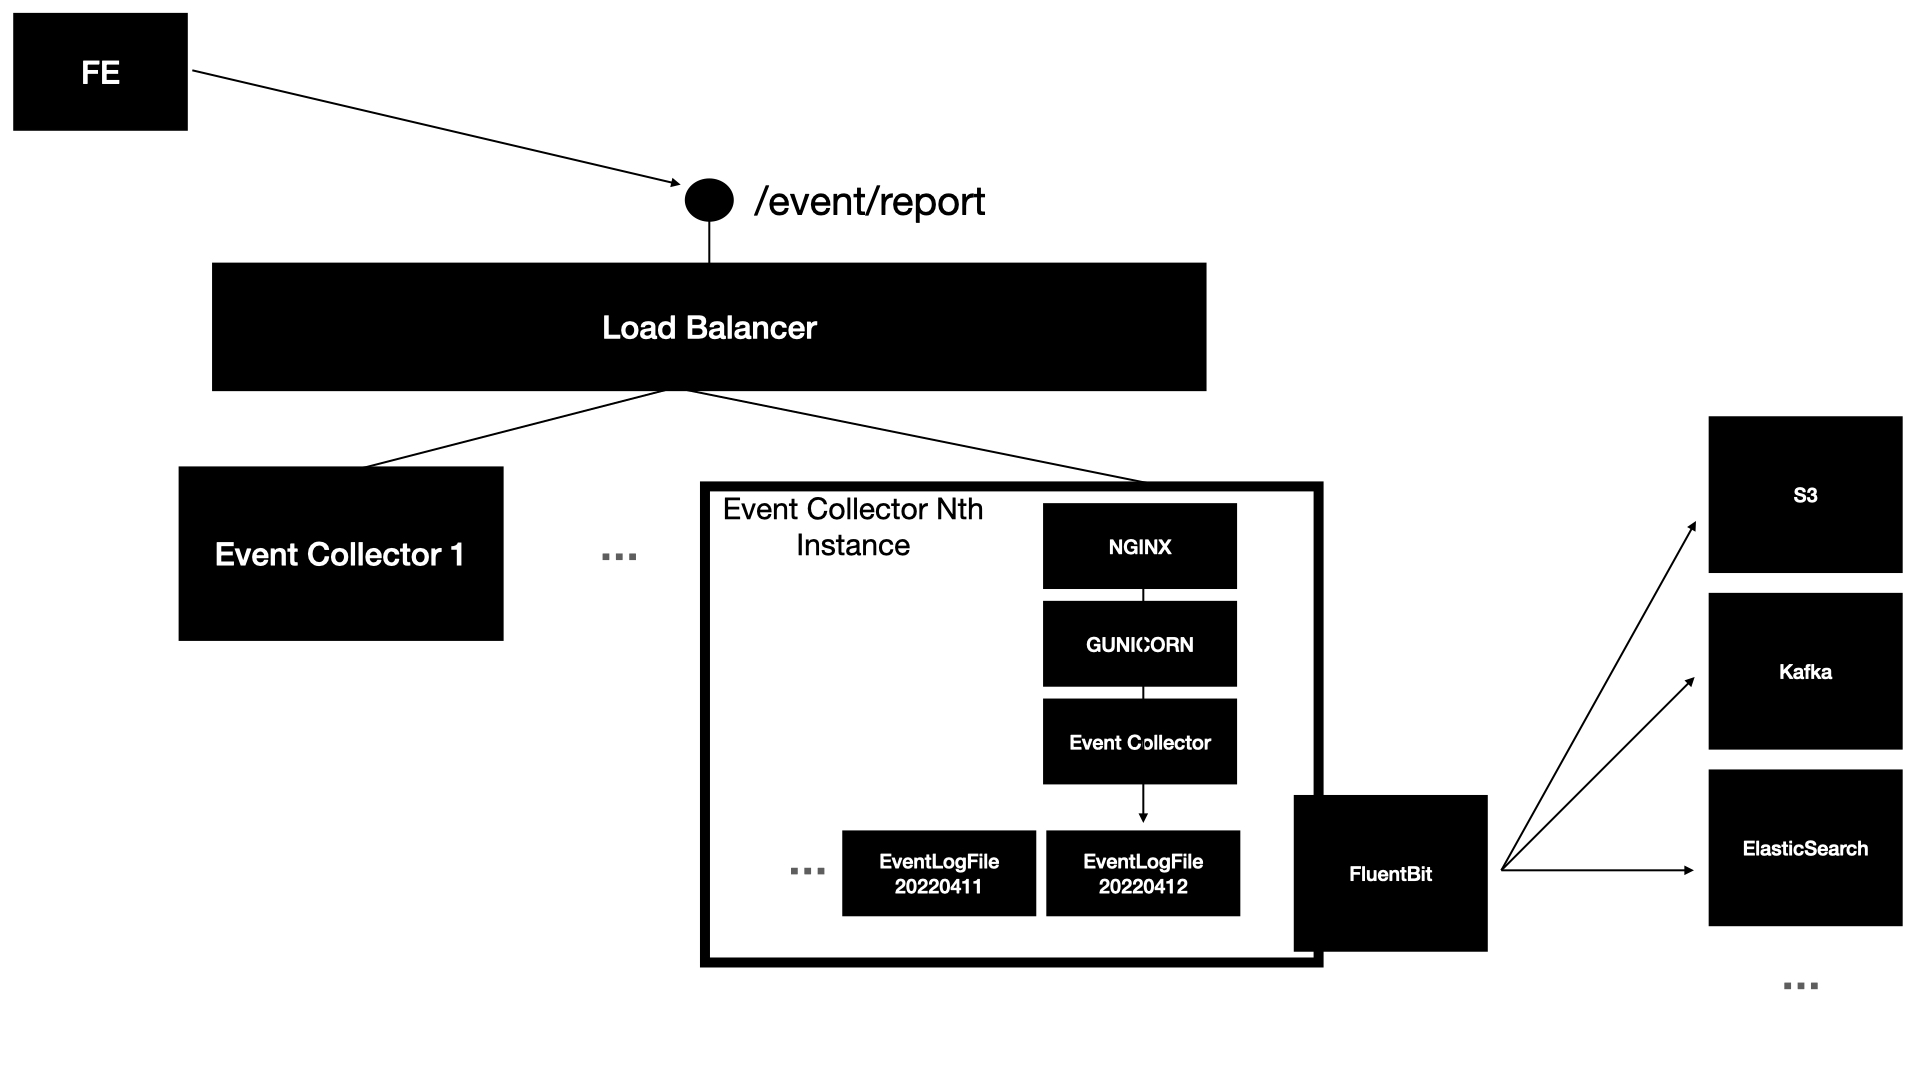 FE
/event/report
Load Balancer
Event Collector 1
...
Event Collector Nth
Instance
NGINX
GUNICORN
Event Collector
...
EventLogFile
20220411
EventLogFile
20220412
FluentBit
S3
Kafka
ElasticSearch
...